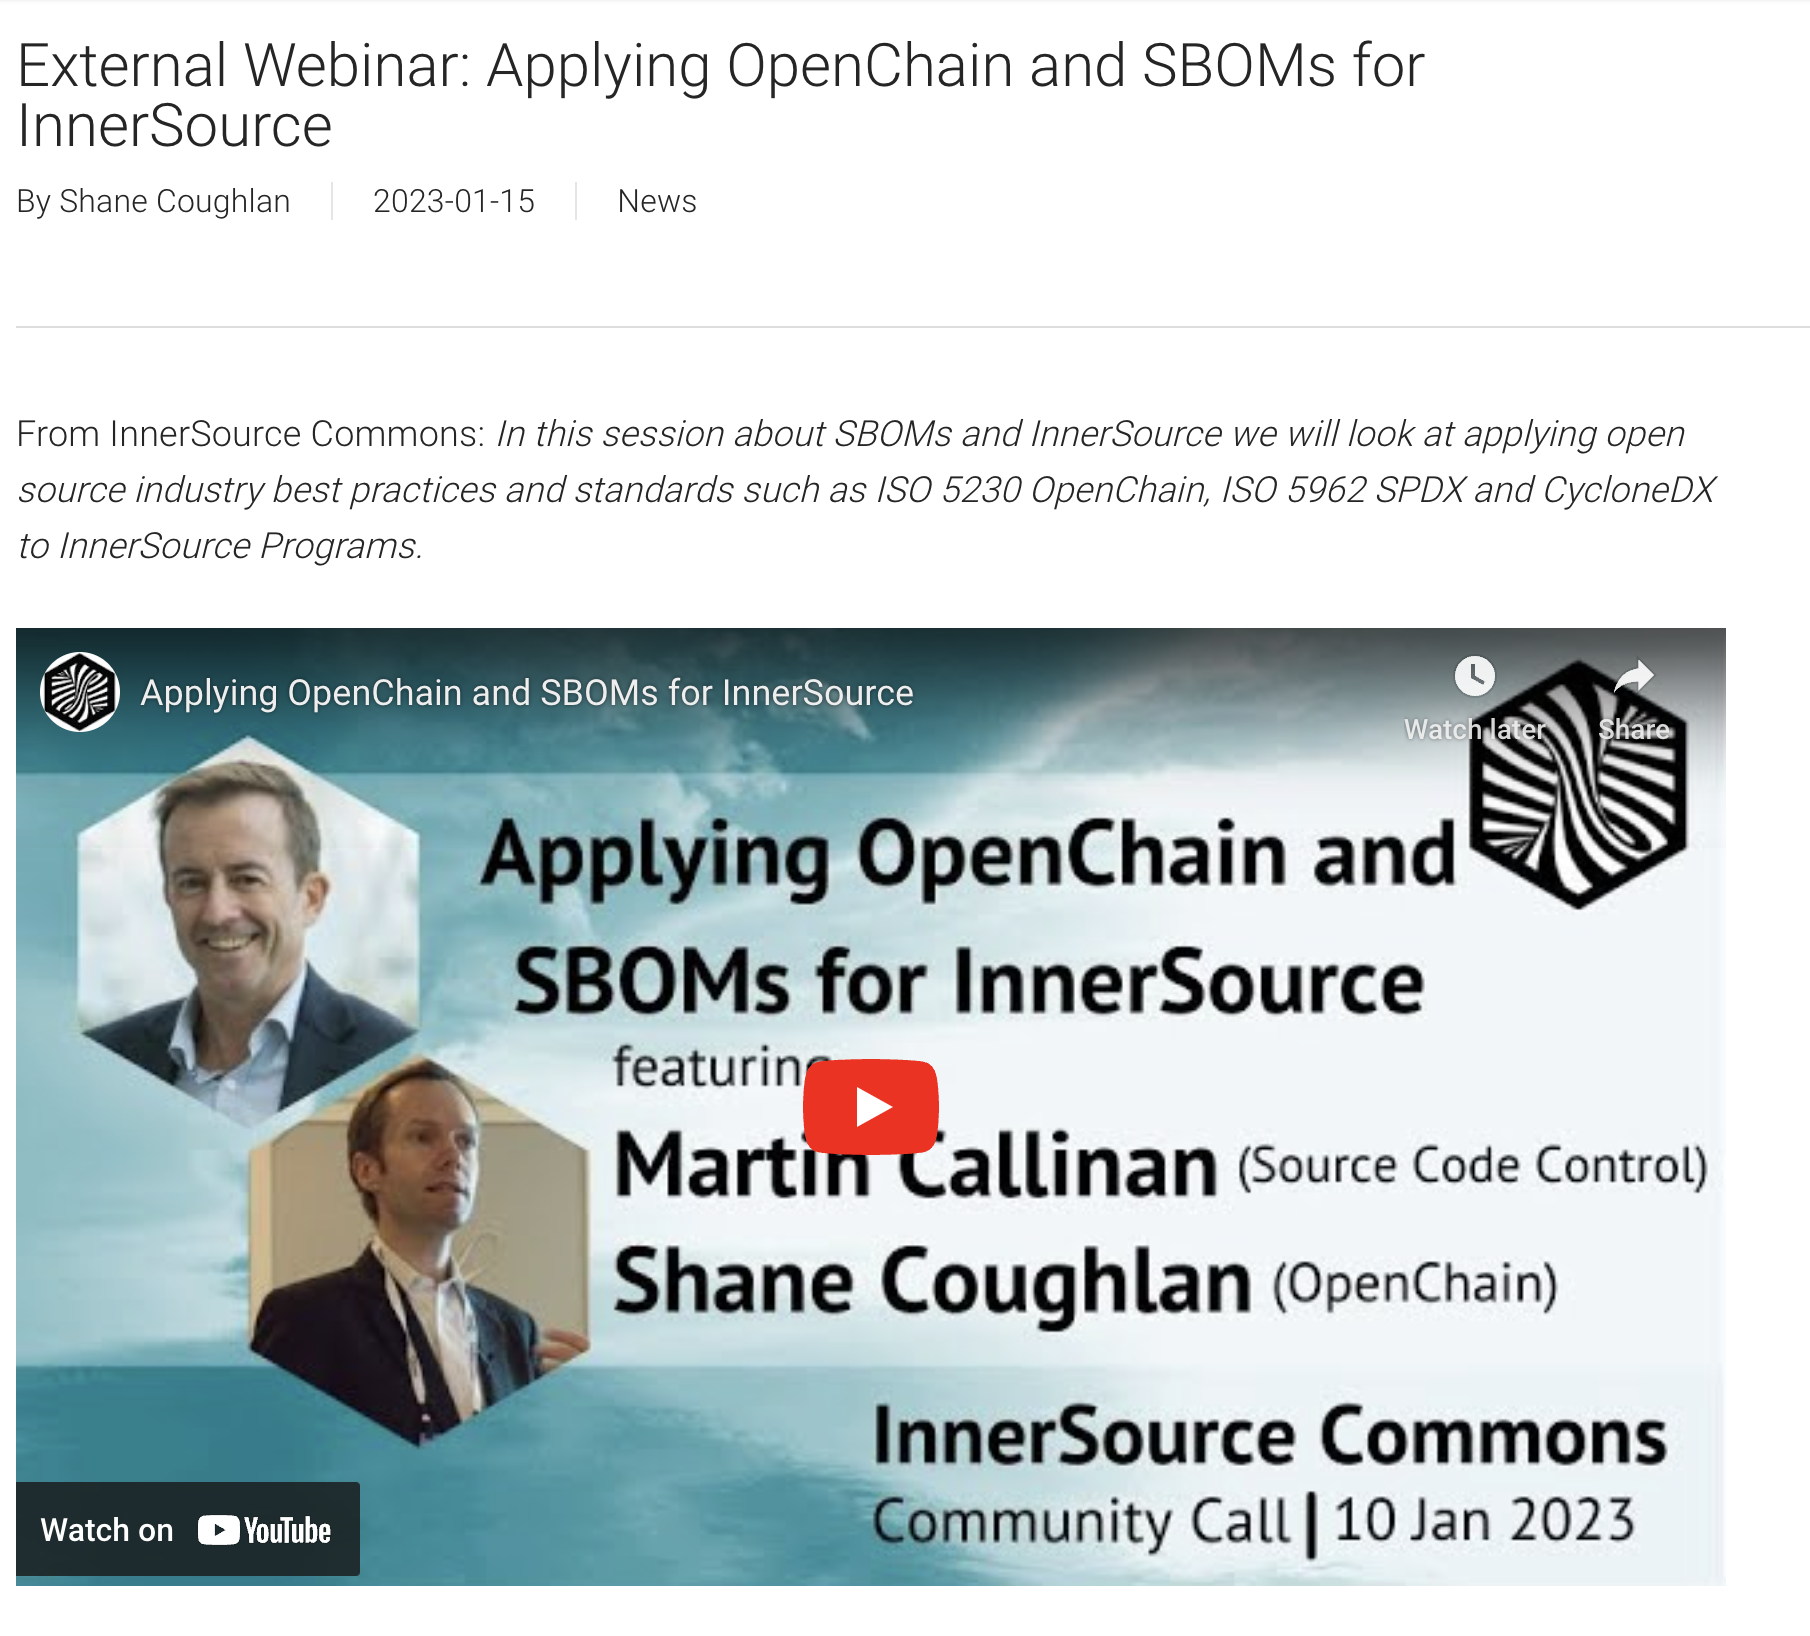 External Webinar: Applying OpenChain and SBOMs for
InnerSource
By Shane Coughlan
2023-01-15
News
From InnerSource Commons: In this session about SBOMs and InnerSource we will look at applying open
source industry best practices and standards such as ISO 5230 OpenChain, ISO 5962 SPDX and CycloneDX
to InnerSource Programs.
Applying OpenChain and SBOMs for InnerSource
Watch later
Share
Applying OpenChain and
SBOMs for InnerSource
featuring
Martin Callinan (Source Code Control)
Shane Coughlan (OpenChain)
InnerSource Commons
Community Call | 10 Jan 2023
Watch on YouTube